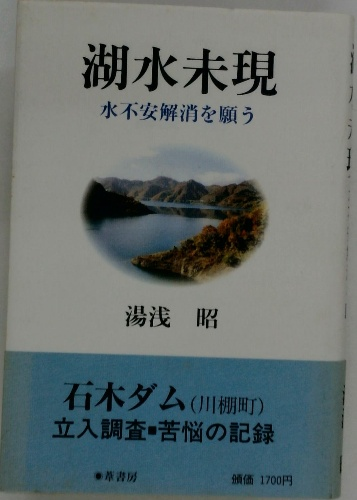 湖水未現
水不安解消を願う
湯浅 昭
石木ダム(川棚町)
立入調査■苦悩の記録
●葦書房
頒価 1700円